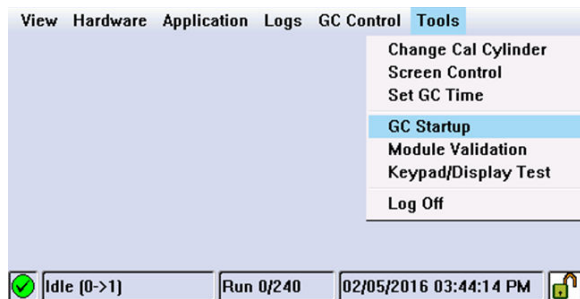 View Hardware Application Logs GC Control Tools
Change Cal Cylinder
Screen Control
Set GC Time
GC Startup
Module Validation
Keypad/Display Test
Log Off
Idle (0->1) Run 0/240 02/05/2016 03:44:14 PM